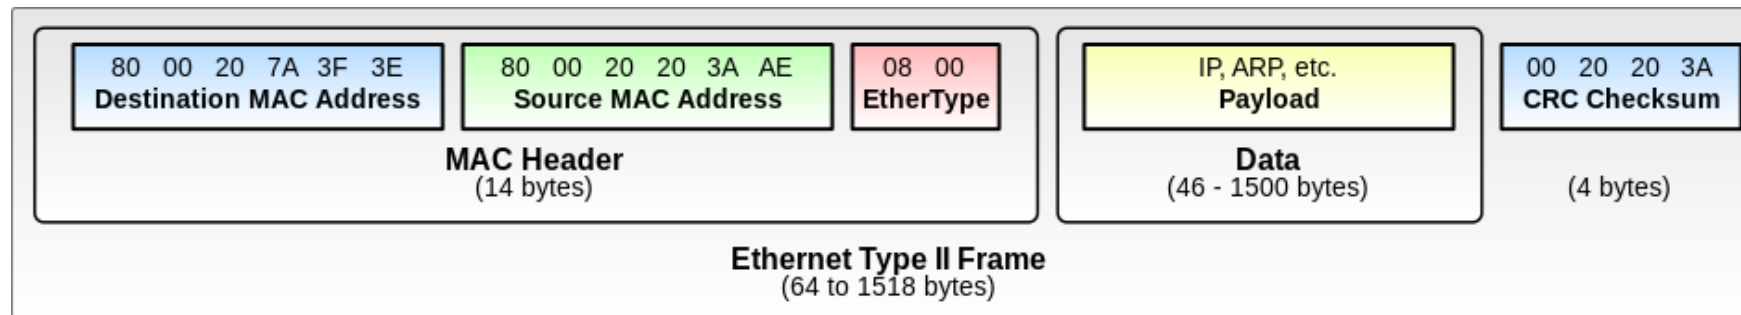 80 00 20 7A 3F 3E
Destination MAC Address
80 00 20 20 3A AE
Source MAC Address
08 00
EtherType
MAC Header
(14 bytes)
IP, ARP, etc.
Payload
Data
(46 - 1500 bytes)
00 20 20 3A
CRC Checksum
(4 bytes)
Ethernet Type II Frame
(64 to 1518 bytes)